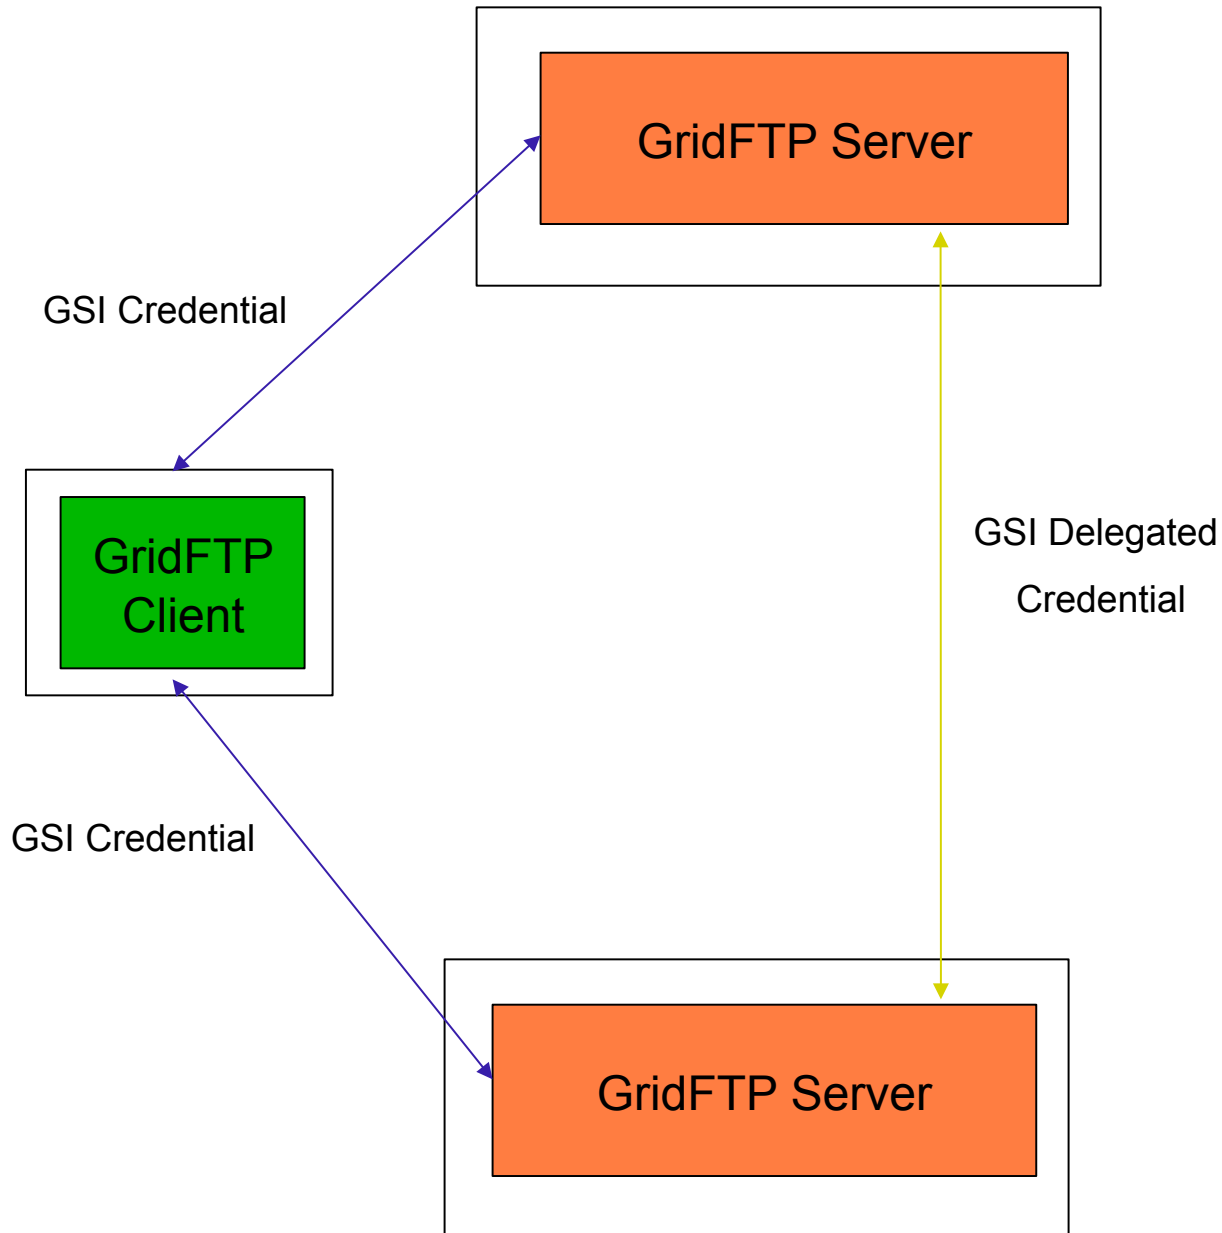 GridFTP Server
GSI Credential
GridFTP
Client
GSI Delegated
Credential
GSI Credential
GridFTP Server